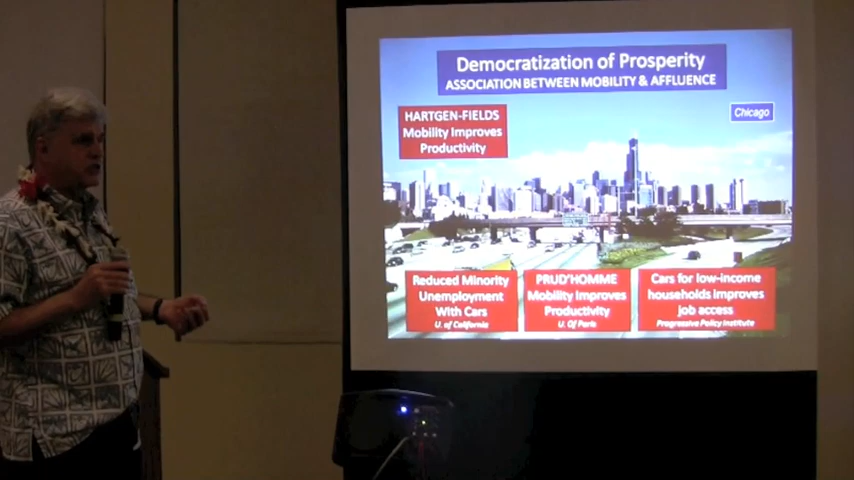 Democratization of Prosperity
ASSOCIATION BETWEEN MOBILITY & AFFLUENCE
HARTGEN-FIELDS
Mobility Improves
Productivity
Chicago
Reduced Minority
Unemployment
With Cars
U. of California
PRUD'HOMME
Mobility Improves
Productivity
U. Of Paris
Cars for low-income
households improves
job access
Progressive Policy Institute